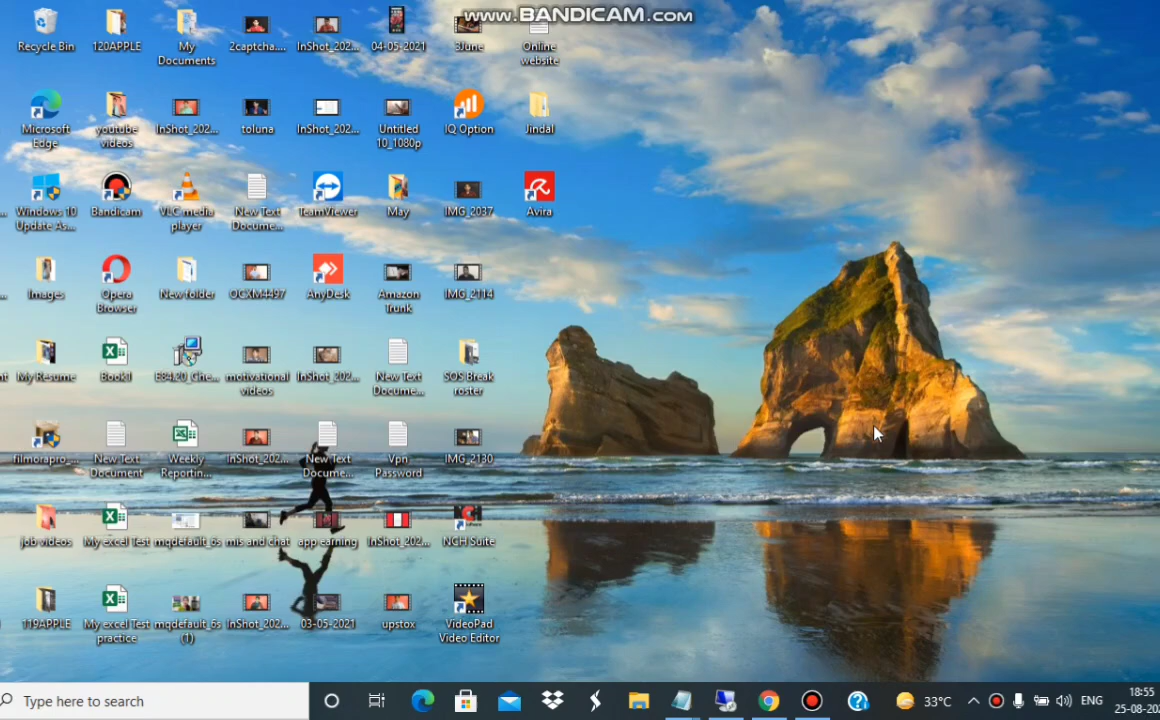 www.BANDICAM.com
Recycle Bin
120APPLE
My
Documents
2captcha....
InShot_202...
04-05-2021
3June
Online
website
Microsoft
Edge
youtube
videos
InShot_202...
toluna
InShot_202...
Untitled
10_1080p
IQ Option
Jindal
Windows 10
Update As...
Bandicam
VLC media
player
New Text
Docume...
TeamViewer
May
IMG_2037
Avira
Images
Opera
Browser
New folder
OCXM4497
AnyDesk
Amazon
Trunk
IMG_2114
nt
My Resume
Book1
E84.20_Che...
motivational
videos
InShot_202...
New Text
Docume...
SOS Break
roster
filmorapro_...
New Text
Document
Weekly
Reportin...
InShot_202...
New Text
Docume...
Vpn
Password
IMG_2130
job videos
My excel Test
mqdefault_6s
mis and chat
app earning
InShot_202...
NCH Suite
119APPLE
My excel Test
practice
mqdefault_6s
(1)
InShot_202...
03-05-2021
upstox
VideoPad
Video Editor
Type here to search
33°C
ENG
18:55
25-08-202